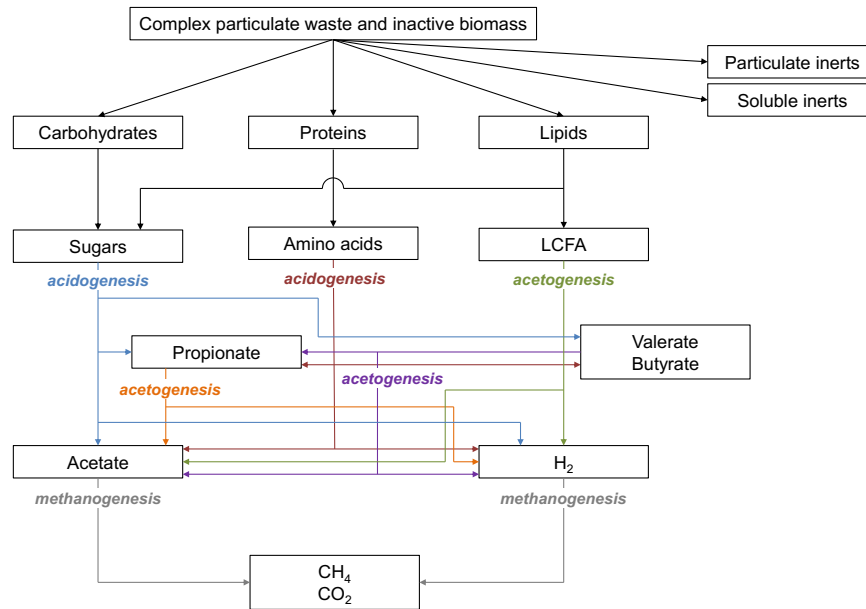 Complex particulate waste and inactive biomass
Particulate inerts
Soluble inerts
Carbohydrates
Proteins
Lipids
Sugars
Amino acids
LCFA
acidogenesis
acidogenesis
acetogenesis
Propionate
Valerate
Butyrate
acetogenesis
acetogenesis
Acetate
H₂
methanogenesis
methanogenesis
CH₄
CO₂